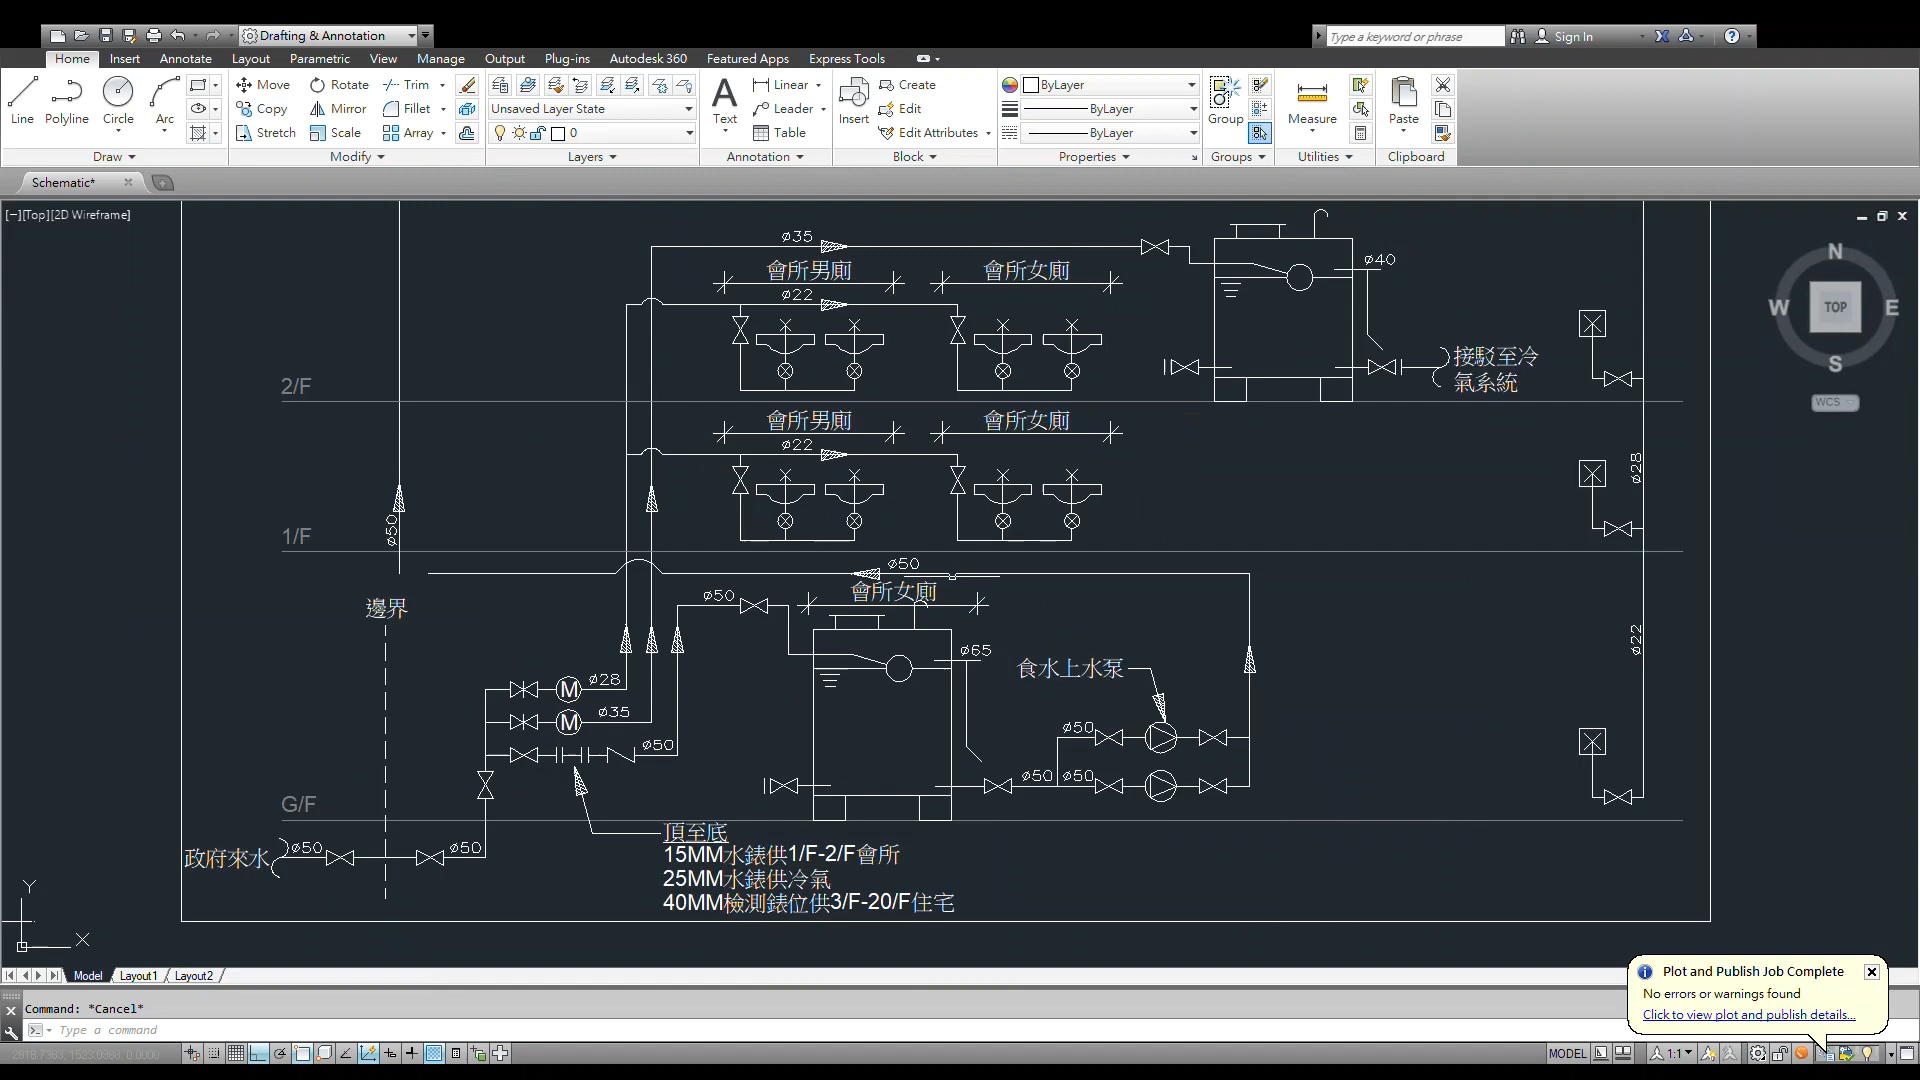 Drafting & Annotation
Type a keyword or phrase
Sign In
Home Insert Annotate Layout Parametric View Manage Output Plug-ins Autodesk 360 Featured Apps Express Tools
Line Polyline Circle Arc
Move Rotate Trim
Copy Mirror Fillet
Stretch Scale Array
Unsaved Layer State
0
Text
Linear
Leader
Table
Insert
Create
Edit
Edit Attributes
ByLayer
ByLayer
ByLayer
Group
Measure
Paste
Draw Modify Layers Annotation Block Properties Groups Utilities Clipboard
Schematic*
[−][Top][2D Wireframe]
N
W TOP E
S
WCS
ø35
會所男廁 會所女廁
ø40
ø22
接駁至冷
氣系統
2/F
會所男廁 會所女廁
ø22
ø28
ø50
1/F
ø50
會所女廁
ø50
邊界
ø22
ø65
食水上水泵
M ø28
M ø35
ø50
ø50
ø50 ø50
G/F
政府來水 ø50 ø50
頂至底
15MM水錶供1/F-2/F會所
25MM水錶供冷氣
40MM檢測錶位供3/F-20/F住宅
Y
X
Model Layout1 Layout2
Plot and Publish Job Complete
No errors or warnings found
Click to view plot and publish details...
Command: *Cancel*
Type a command
MODEL 1:1